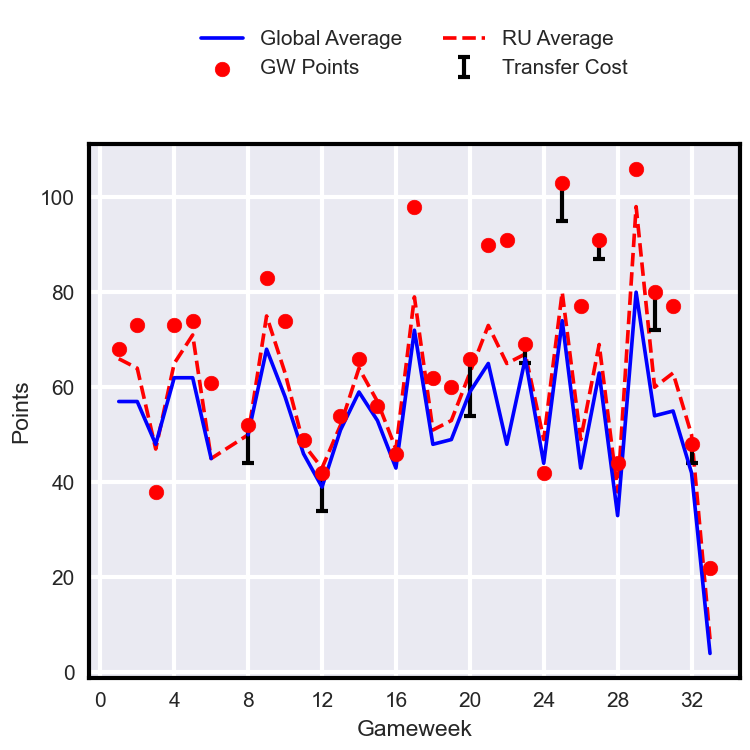 Global Average
RU Average
GW Points
Transfer Cost
100
80
60
40
20
0
Points
0 4 8 12 16 20 24 28 32
Gameweek